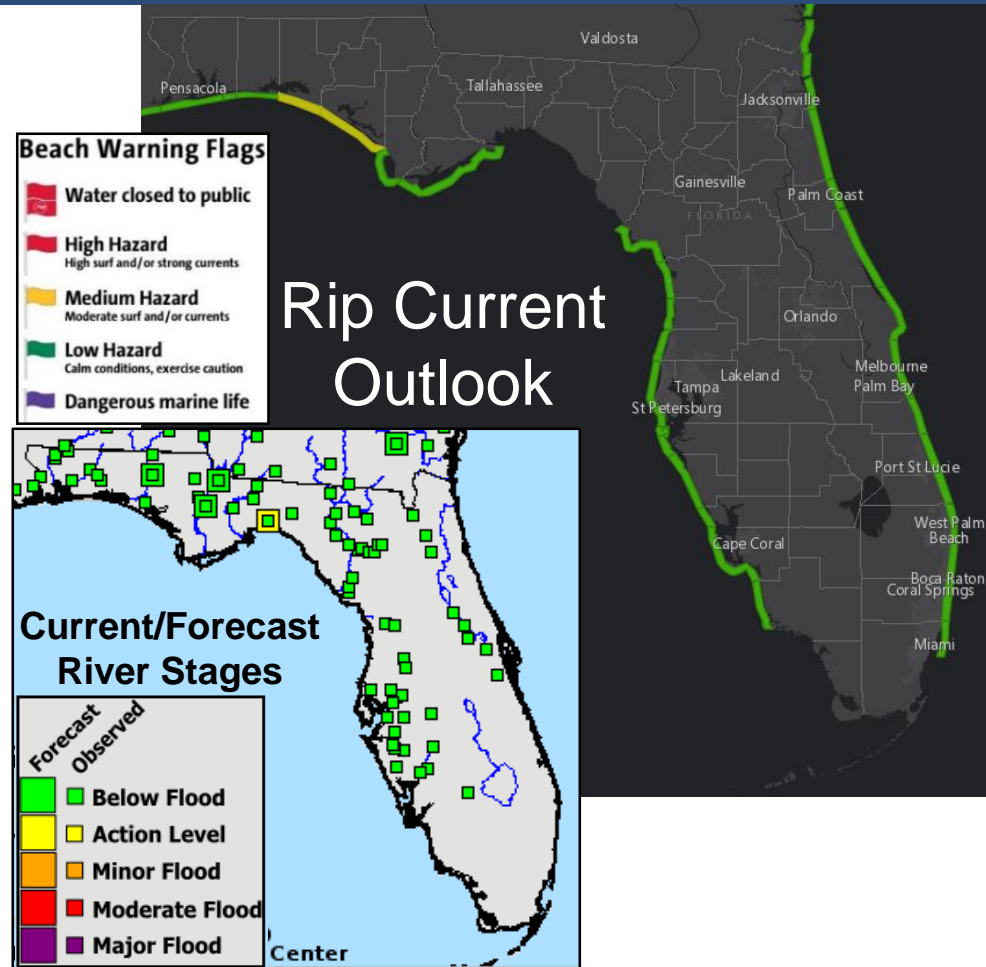 Valdosta
Pensacola
Tallahassee
Jacksonville
Gainesville
Palm Coast
FLORIDA
Orlando
Melbourne
Palm Bay
Lakeland
Tampa
St Petersburg
Port St Lucie
West Palm
Beach
Cape Coral
Boca Raton
Coral Springs
Miami
Rip Current
Outlook
Beach Warning Flags
Water closed to public
High Hazard
High surf and/or strong currents
Medium Hazard
Moderate surf and/or currents
Low Hazard
Calm conditions, exercise caution
Dangerous marine life
Current/Forecast
River Stages
Forecast
Observed
Below Flood
Action Level
Minor Flood
Moderate Flood
Major Flood
Center